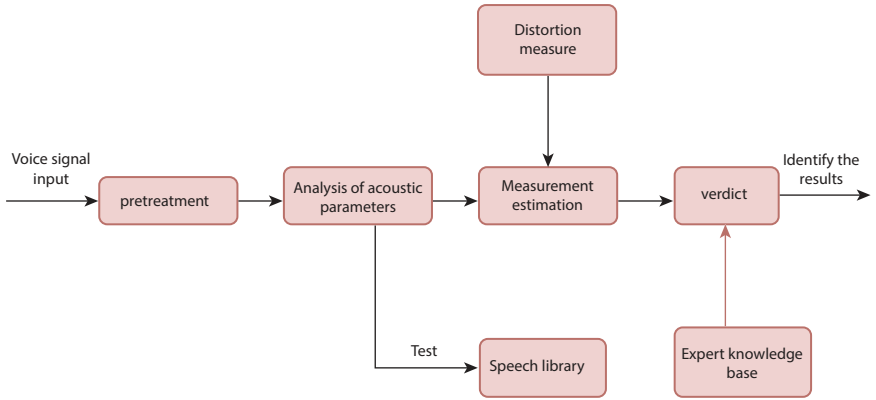 Distortion
measure
Voice signal
input
pretreatment
Analysis of acoustic
parameters
Measurement
estimation
verdict
Identify the
results
Test
Speech library
Expert knowledge
base